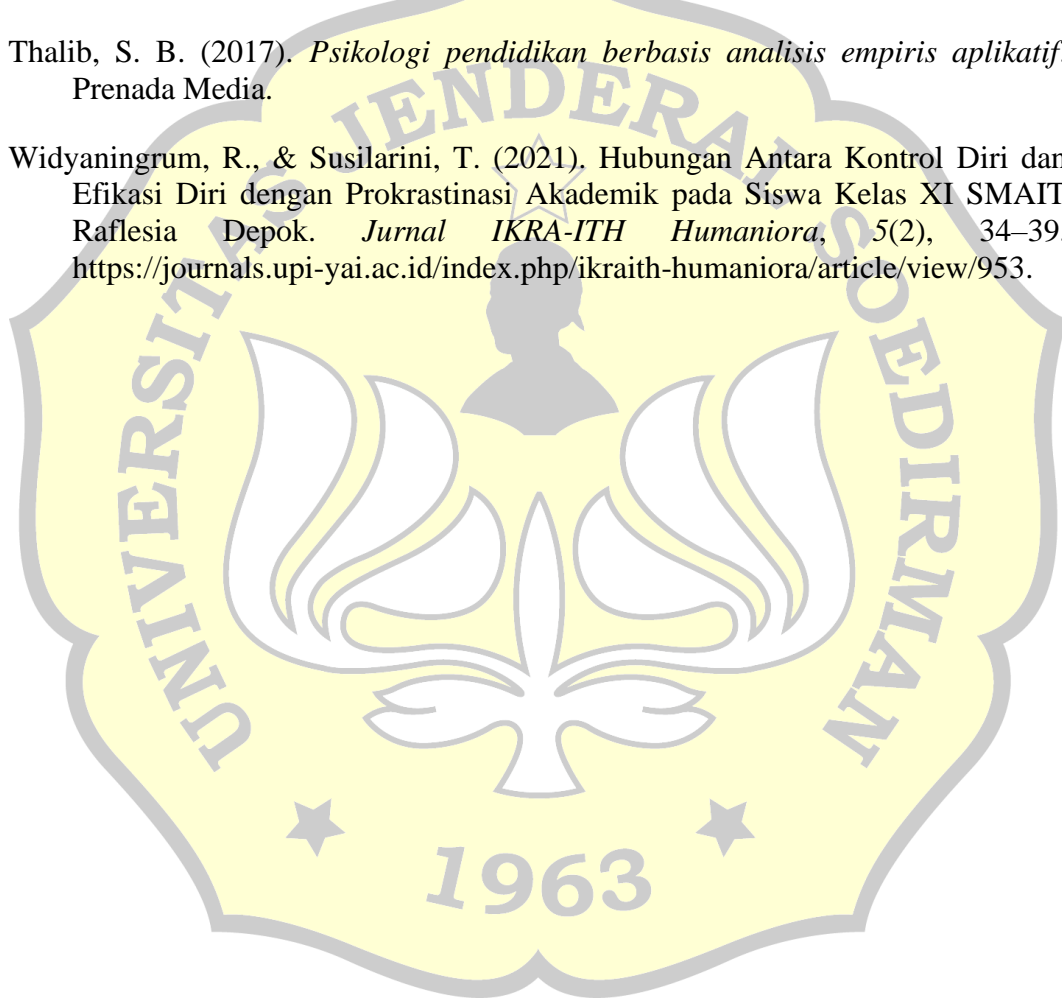 Thalib, S. B. (2017). Psikologi pendidikan berbasis analisis empiris aplikatif.
Prenada Media.
Widyaningrum, R., & Susilarini, T. (2021). Hubungan Antara Kontrol Diri dan
Efikasi Diri dengan Prokrastinasi Akademik pada Siswa Kelas XI SMAIT
Raflesia Depok. Jurnal IKRA-ITH Humaniora, 5(2), 34–39.
https://journals.upi-yai.ac.id/index.php/ikraith-humaniora/article/view/953.
UNIVERSITAS JENDERAL SOEDIRMAN
1963